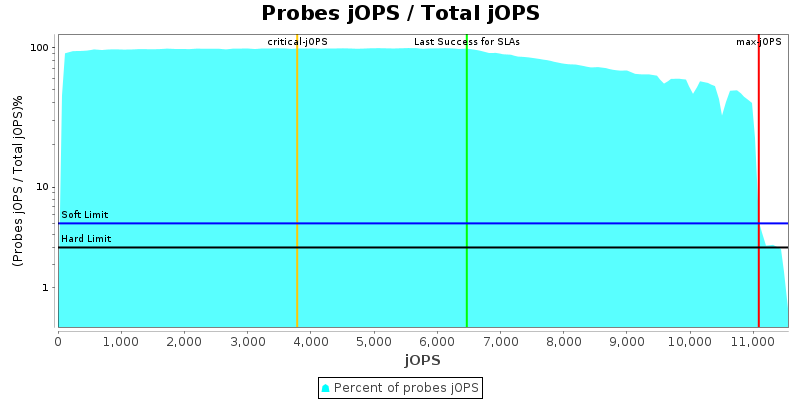 Probes jOPS / Total jOPS
critical-jOPS
Last Success for SLAs
max-jOPS
100
10
1
(Probes jOPS / Total jOPS)%
Soft Limit
Hard Limit
0
1,000
2,000
3,000
4,000
5,000
6,000
7,000
8,000
9,000
10,000
11,000
jOPS
Percent of probes jOPS